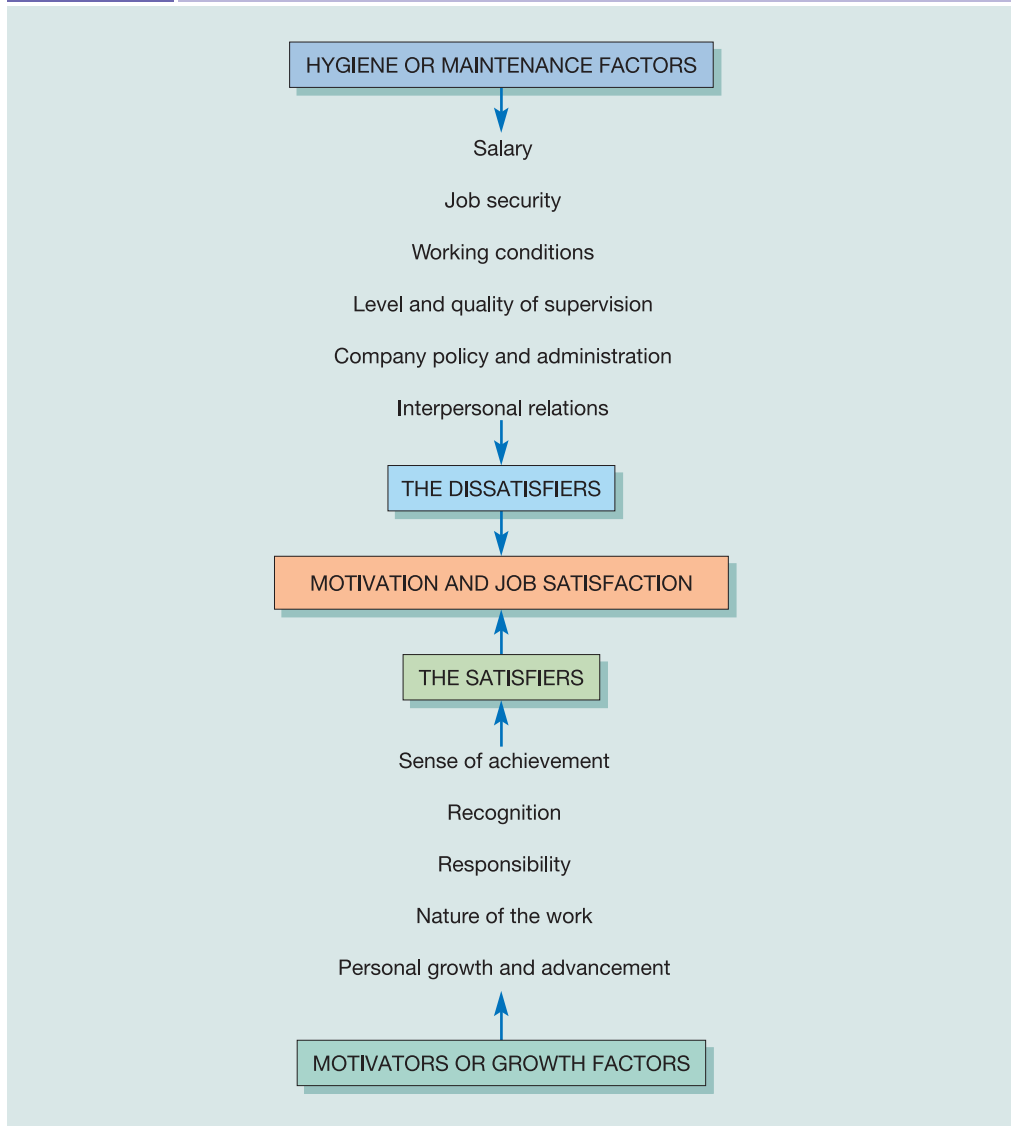 HYGIENE OR MAINTENANCE FACTORS
Salary
Job security
Working conditions
Level and quality of supervision
Company policy and administration
Interpersonal relations
THE DISSATISFIERS
MOTIVATION AND JOB SATISFACTION
THE SATISFIERS
Sense of achievement
Recognition
Responsibility
Nature of the work
Personal growth and advancement
MOTIVATORS OR GROWTH FACTORS